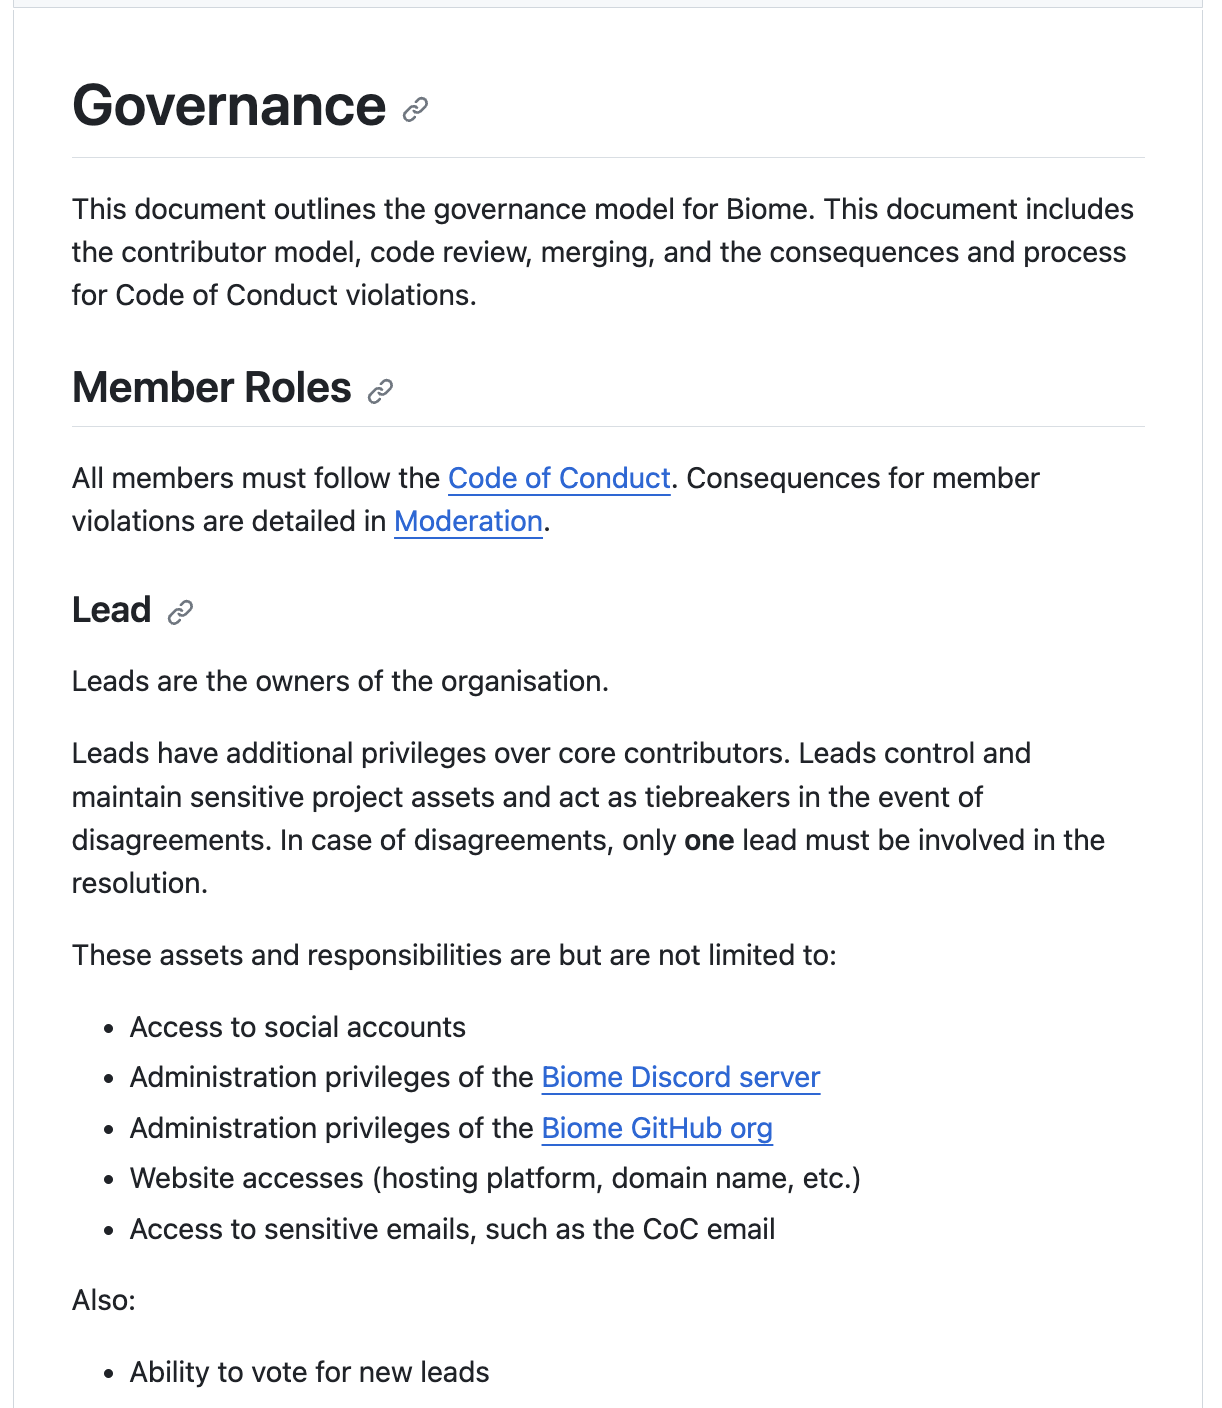 Governance
This document outlines the governance model for Biome. This document includes
the contributor model, code review, merging, and the consequences and process
for Code of Conduct violations.
Member Roles
All members must follow the Code of Conduct. Consequences for member
violations are detailed in Moderation.
Lead
Leads are the owners of the organisation.
Leads have additional privileges over core contributors. Leads control and
maintain sensitive project assets and act as tiebreakers in the event of
disagreements. In case of disagreements, only one lead must be involved in the
resolution.
These assets and responsibilities are but are not limited to:
• Access to social accounts
• Administration privileges of the Biome Discord server
• Administration privileges of the Biome GitHub org
• Website accesses (hosting platform, domain name, etc.)
• Access to sensitive emails, such as the CoC email
Also:
• Ability to vote for new leads